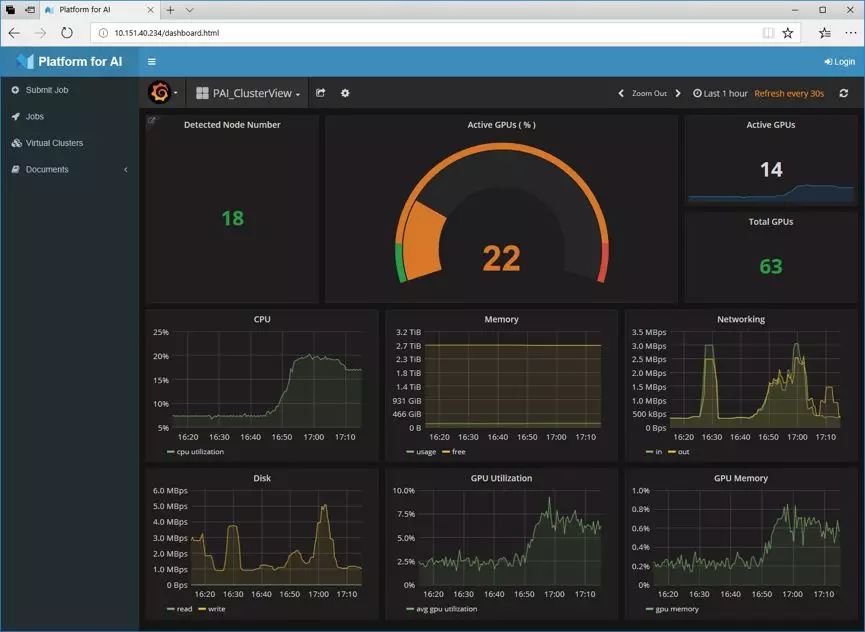 Platform for AI
10.151.40.234/dashboard.html
Platform for AI
Login
Submit Job
Jobs
Virtual Clusters
Documents
PAI_ClusterView
Zoom Out
Last 1 hour
Refresh every 30s
Detected Node Number
18
Active GPUs ( % )
22
Active GPUs
14
Total GPUs
63
CPU
25%
20%
15%
10%
5%
16:20 16:30 16:40 16:50 17:00 17:10
cpu utilization
Memory
3.2 TiB
2.7 TiB
2.3 TiB
1.8 TiB
1.4 TiB
931 GiB
466 GiB
0 B
16:20 16:30 16:40 16:50 17:00 17:10
usage free
Networking
3.5 MBps
3.0 MBps
2.5 MBps
2.0 MBps
1.5 MBps
1.0 MBps
500 kBps
0 Bps
16:20 16:30 16:40 16:50 17:00 17:10
in out
Disk
6.0 MBps
5.0 MBps
4.0 MBps
3.0 MBps
2.0 MBps
1.0 MBps
0 Bps
16:20 16:30 16:40 16:50 17:00 17:10
read write
GPU Utilization
10.0%
7.5%
5.0%
2.5%
0%
16:20 16:30 16:40 16:50 17:00 17:10
avg gpu utilization
GPU Memory
1.0%
0.8%
0.6%
0.4%
0.2%
0%
16:20 16:30 16:40 16:50 17:00 17:10
gpu memory